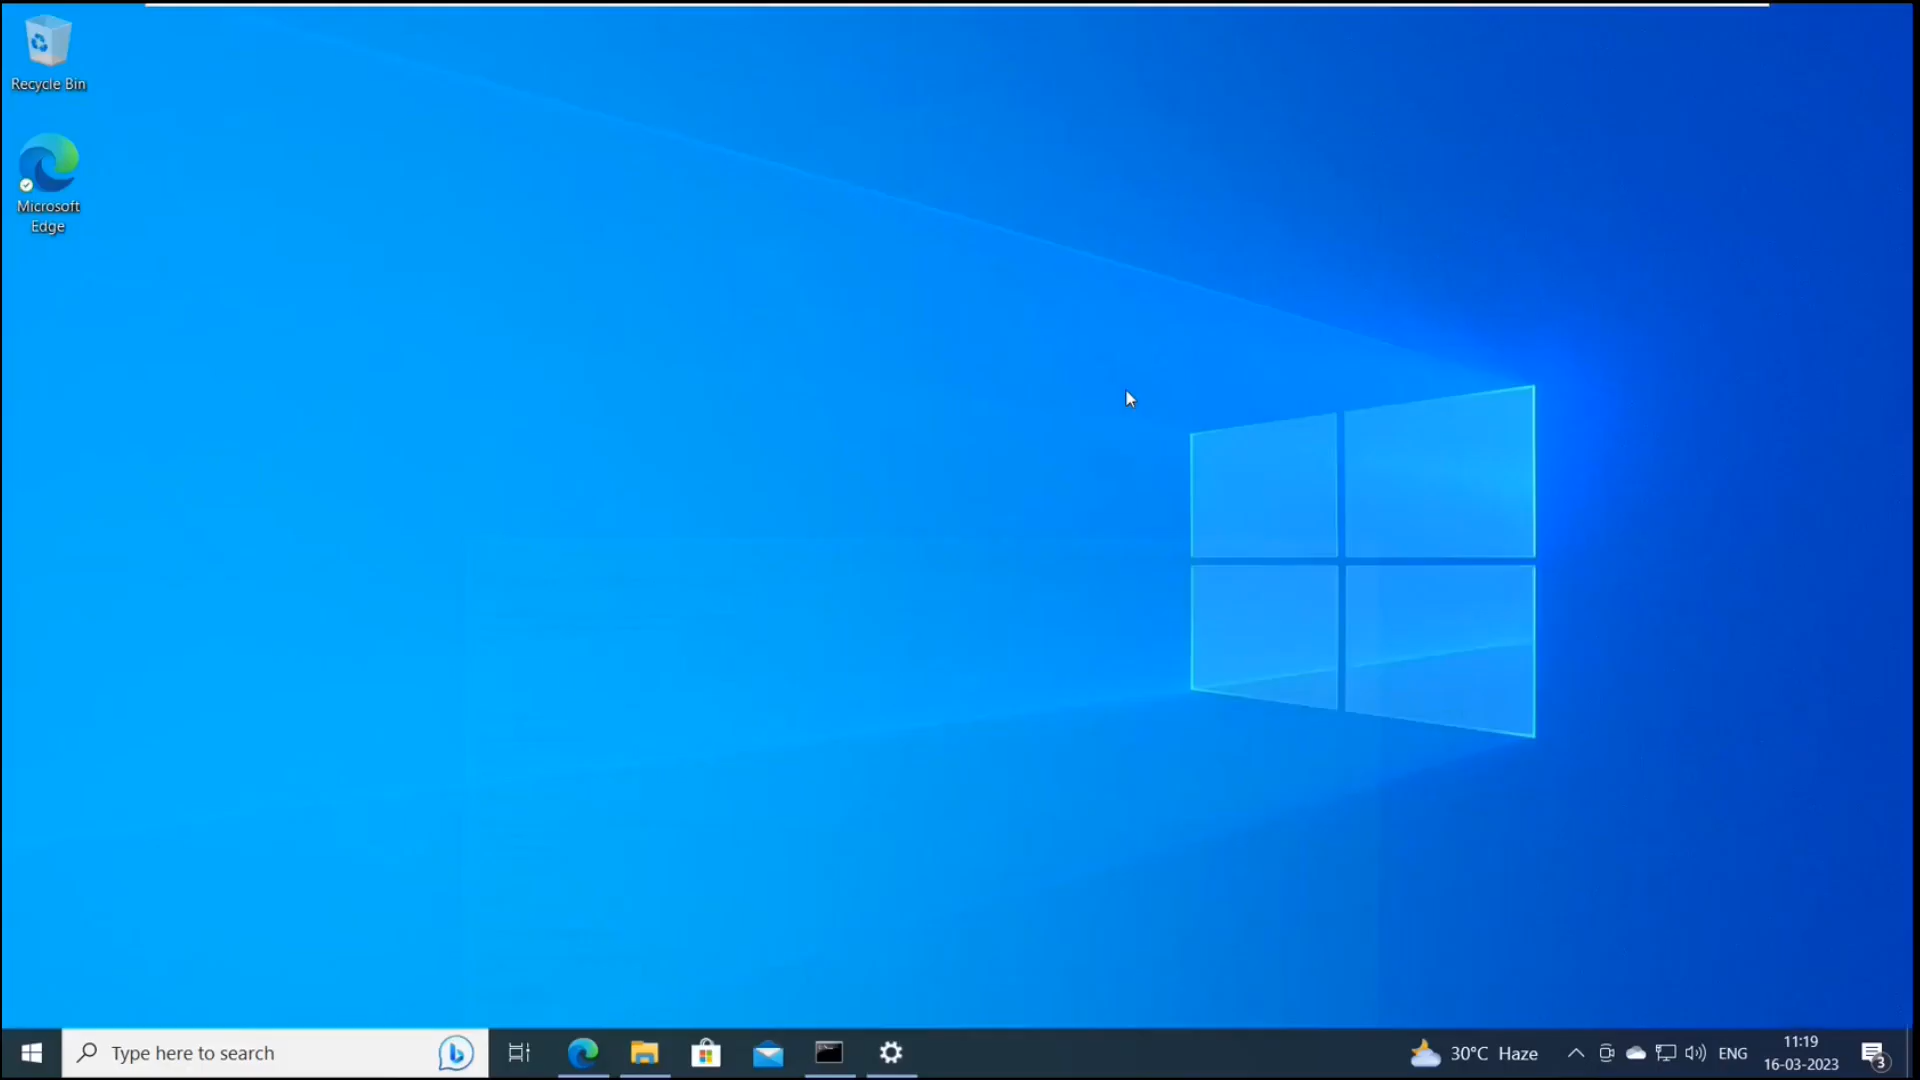 Recycle Bin
Microsoft
Edge
Type here to search
30°C Haze
ENG
11:19
16-03-2023
3